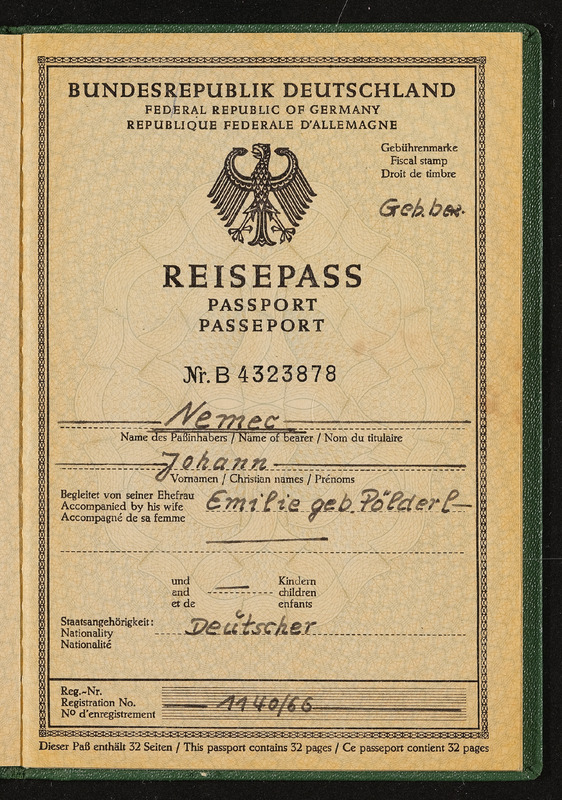 BUNDESREPUBLIK DEUTSCHLAND
FEDERAL REPUBLIC OF GERMANY
REPUBLIQUE FEDERALE D'ALLEMAGNE
Gebührenmarke
Fiscal stamp
Droit de timbre
Geb. bez.
REISEPASS
PASSPORT
PASSEPORT
Nr. B 4323878
Nemec
Name des Paßinhabers / Name of bearer / Nom du titulaire
Johann
Vornamen / Christian names / Prénoms
Begleitet von seiner Ehefrau
Accompanied by his wife
Accompagné de sa femme
Emilie geb. Pölderl
und Kindern
and children
et de enfants
Staatsangehörigkeit: Deutscher
Nationality
Nationalité
Reg.-Nr.
Registration No. 1140/66
Nº d'enregistrement
Dieser Paß enthält 32 Seiten / This passport contains 32 pages / Ce passeport contient 32 pages